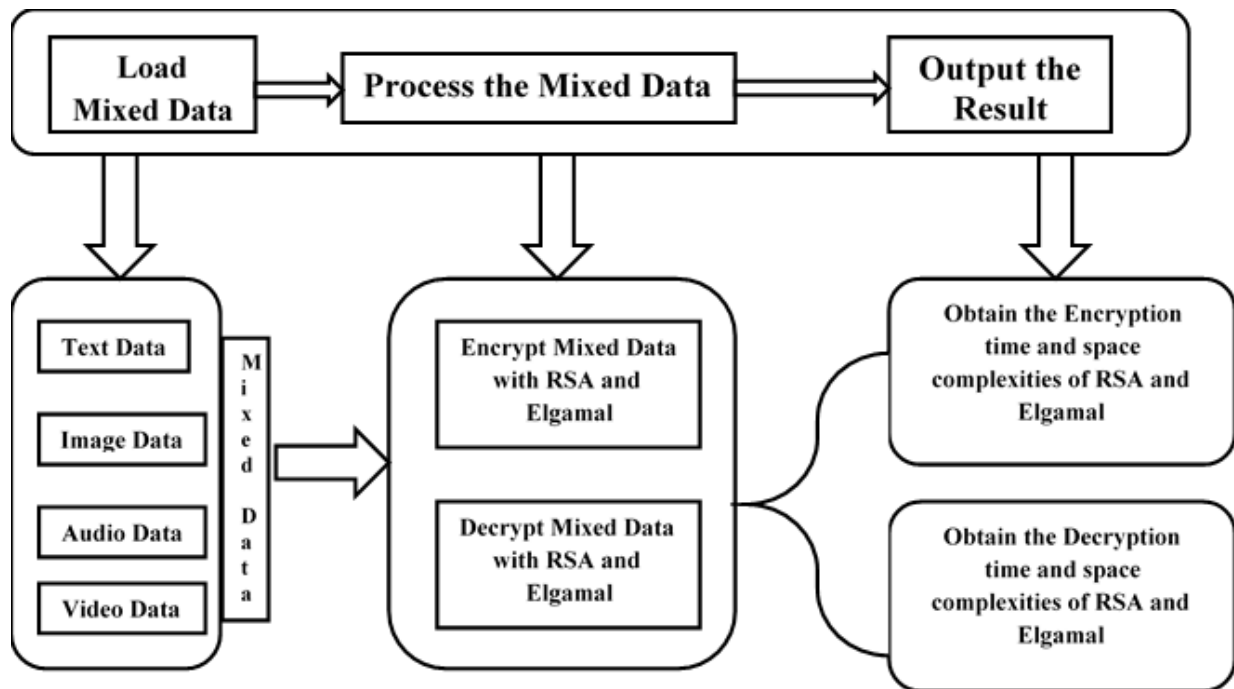 Load
Mixed Data
Process the Mixed Data
Output the
Result
Text Data
Image Data
Audio Data
Video Data
Mixed Data
Encrypt Mixed Data
with RSA and
Elgamal
Decrypt Mixed Data
with RSA and
Elgamal
Obtain the Encryption
time and space
complexities of RSA and
Elgamal
Obtain the Decryption
time and space
complexities of RSA and
Elgamal